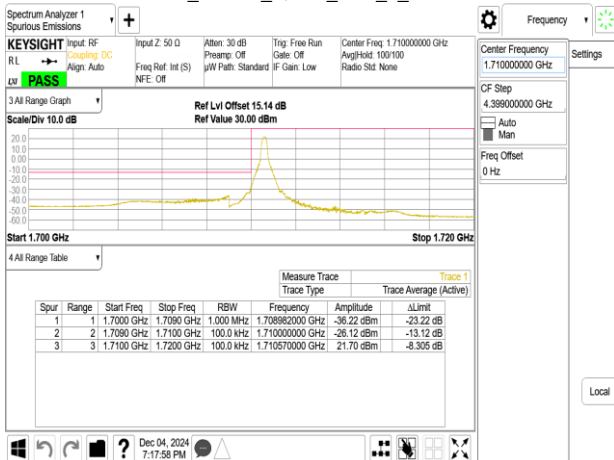 Spectrum Analyzer 1
Spurious Emissions
Frequency
KEYSIGHT
RL
LXI PASS
Input: RF
Coupling: DC
Align: Auto
Input Z: 50 Ω
Freq Ref: Int (S)
NFE: Off
Atten: 30 dB
Preamp: Off
µW Path: Standard
Trig: Free Run
Gate: Off
IF Gain: Low
Center Freq: 1.710000000 GHz
Avg|Hold: 100/100
Radio Std: None
Center Frequency
1.710000000 GHz
Settings
CF Step
4.399000000 GHz
Auto
Man
Freq Offset
0 Hz
Local
3 All Range Graph
Scale/Div 10.0 dB
Ref Lvl Offset 15.14 dB
Ref Value 30.00 dBm
20.0
10.0
0.00
-10.0
-20.0
-30.0
-40.0
-50.0
-60.0
Start 1.700 GHz
Stop 1.720 GHz
4 All Range Table
Measure Trace Trace 1
Trace Type Trace Average (Active)
Spur Range Start Freq Stop Freq RBW Frequency Amplitude ΔLimit
1 1 1.7000 GHz 1.7090 GHz 1.000 MHz 1.708982000 GHz -36.22 dBm -23.22 dB
2 2 1.7090 GHz 1.7100 GHz 100.0 kHz 1.710000000 GHz -26.12 dBm -13.12 dB
3 3 1.7100 GHz 1.7200 GHz 100.0 kHz 1.710570000 GHz 21.70 dBm -8.305 dB
Dec 04, 2024
7:17:58 PM